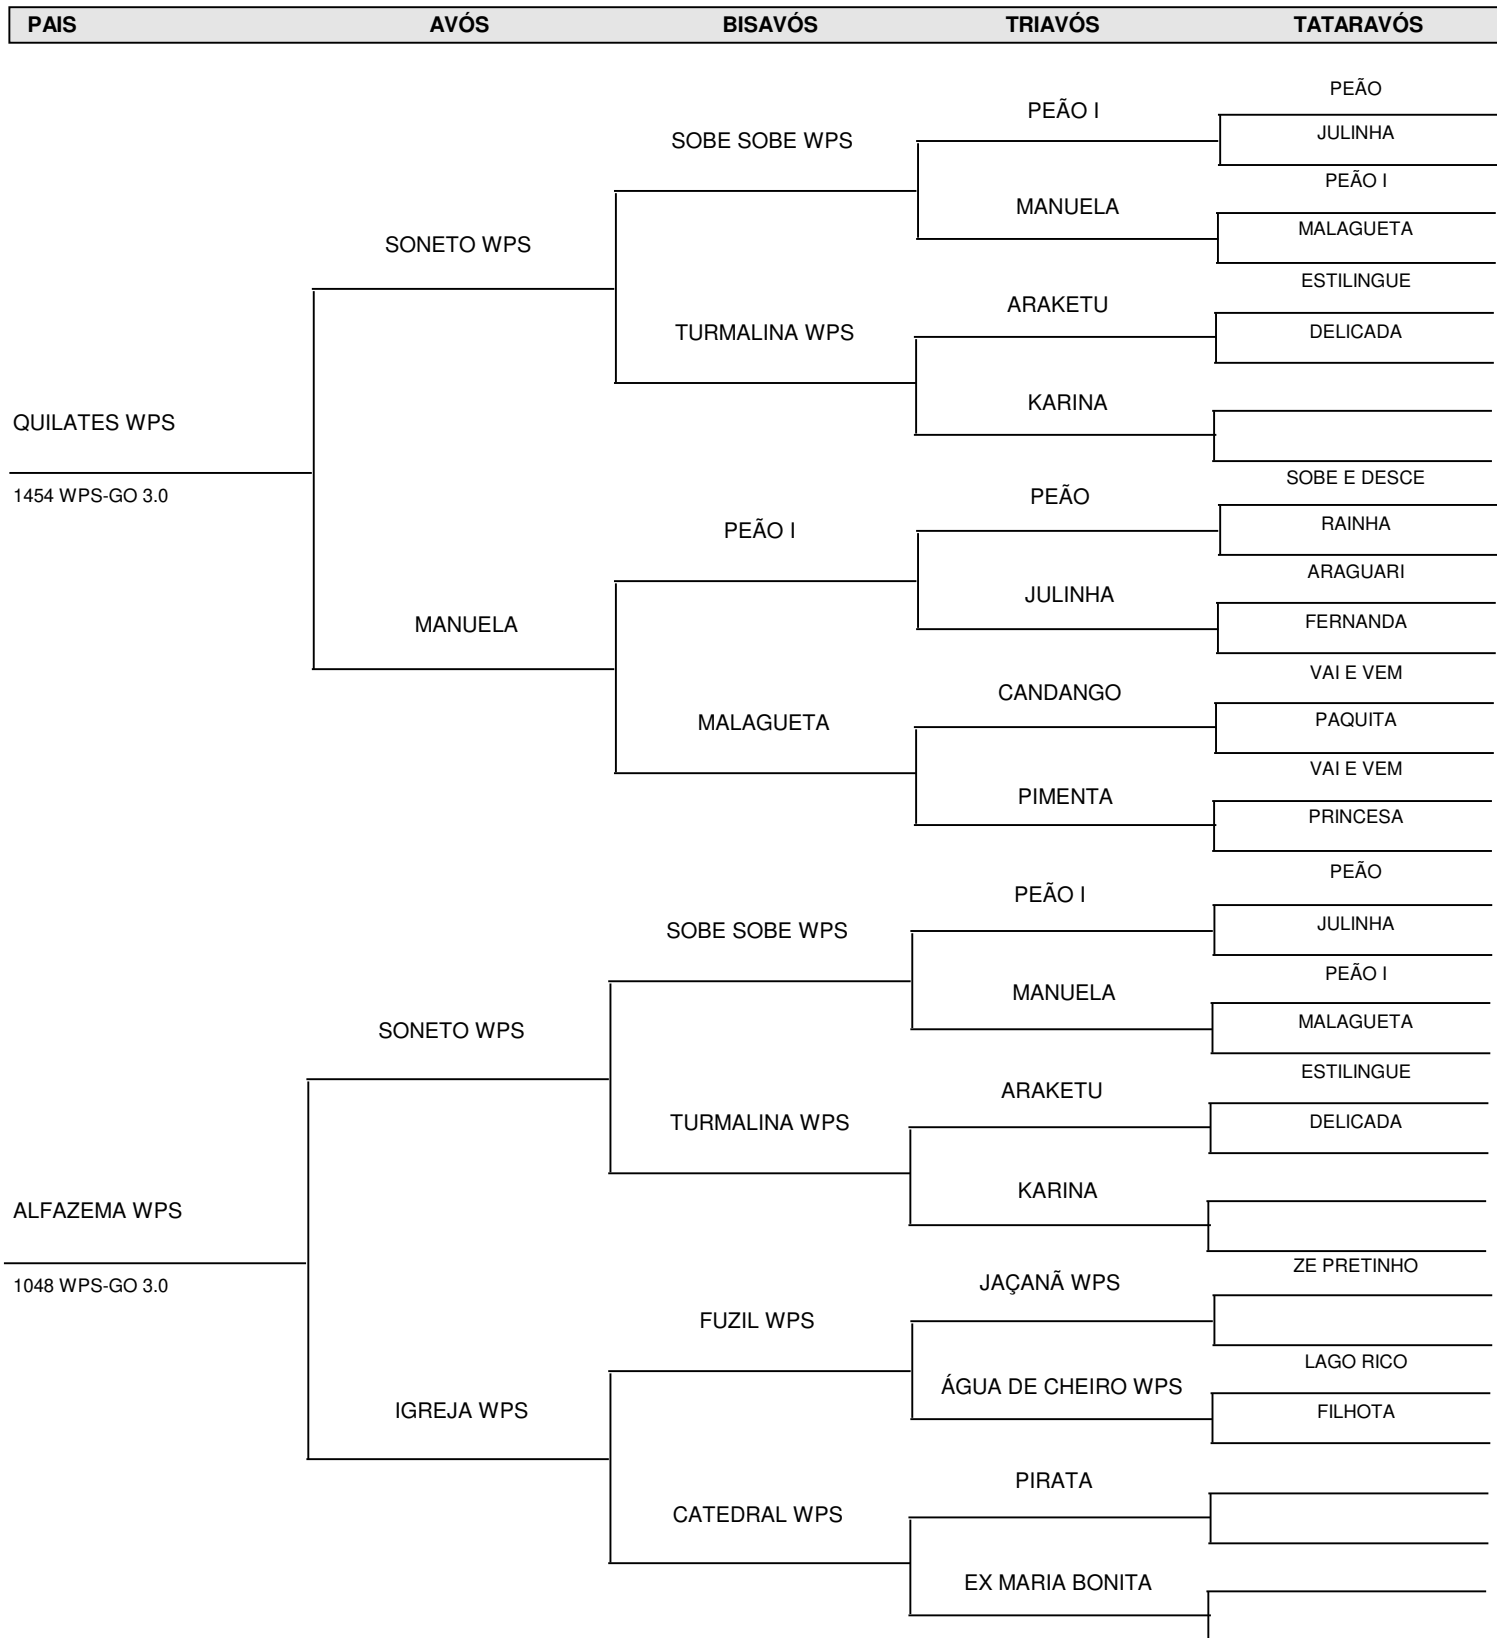 PAIS AVÓS BISAVÓS TRIAVÓS TATARAVÓS
PEÃO
PEÃO I
JULINHA
SOBE SOBE WPS
PEÃO I
MANUELA
MALAGUETA
SONETO WPS
ESTILINGUE
ARAKETU
TURMALINA WPS
DELICADA
KARINA
QUILATES WPS
SOBE E DESCE
1454 WPS-GO 3.0
PEÃO
RAINHA
PEÃO I
ARAGUARI
JULINHA
FERNANDA
MANUELA
VAI E VEM
CANDANGO
PAQUITA
MALAGUETA
VAI E VEM
PIMENTA
PRINCESA
PEÃO
PEÃO I
JULINHA
SOBE SOBE WPS
PEÃO I
MANUELA
MALAGUETA
SONETO WPS
ESTILINGUE
ARAKETU
TURMALINA WPS
DELICADA
KARINA
ALFAZEMA WPS
ZE PRETINHO
1048 WPS-GO 3.0
JAÇANÃ WPS
FUZIL WPS
LAGO RICO
ÁGUA DE CHEIRO WPS
IGREJA WPS
FILHOTA
PIRATA
CATEDRAL WPS
EX MARIA BONITA